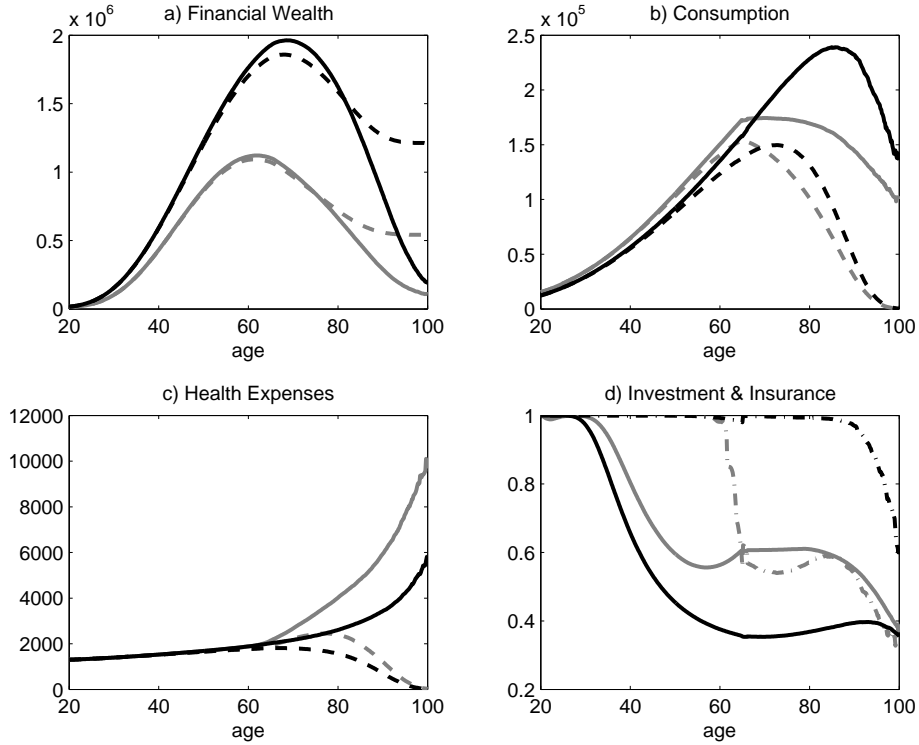 a) Financial Wealth
x 10^6
2
1.5
1
0.5
0
20 40 60 80 100
age
b) Consumption
x 10^5
2.5
2
1.5
1
0.5
0
20 40 60 80 100
age
c) Health Expenses
12000
10000
8000
6000
4000
2000
0
20 40 60 80 100
age
d) Investment & Insurance
1
0.8
0.6
0.4
0.2
20 40 60 80 100
age